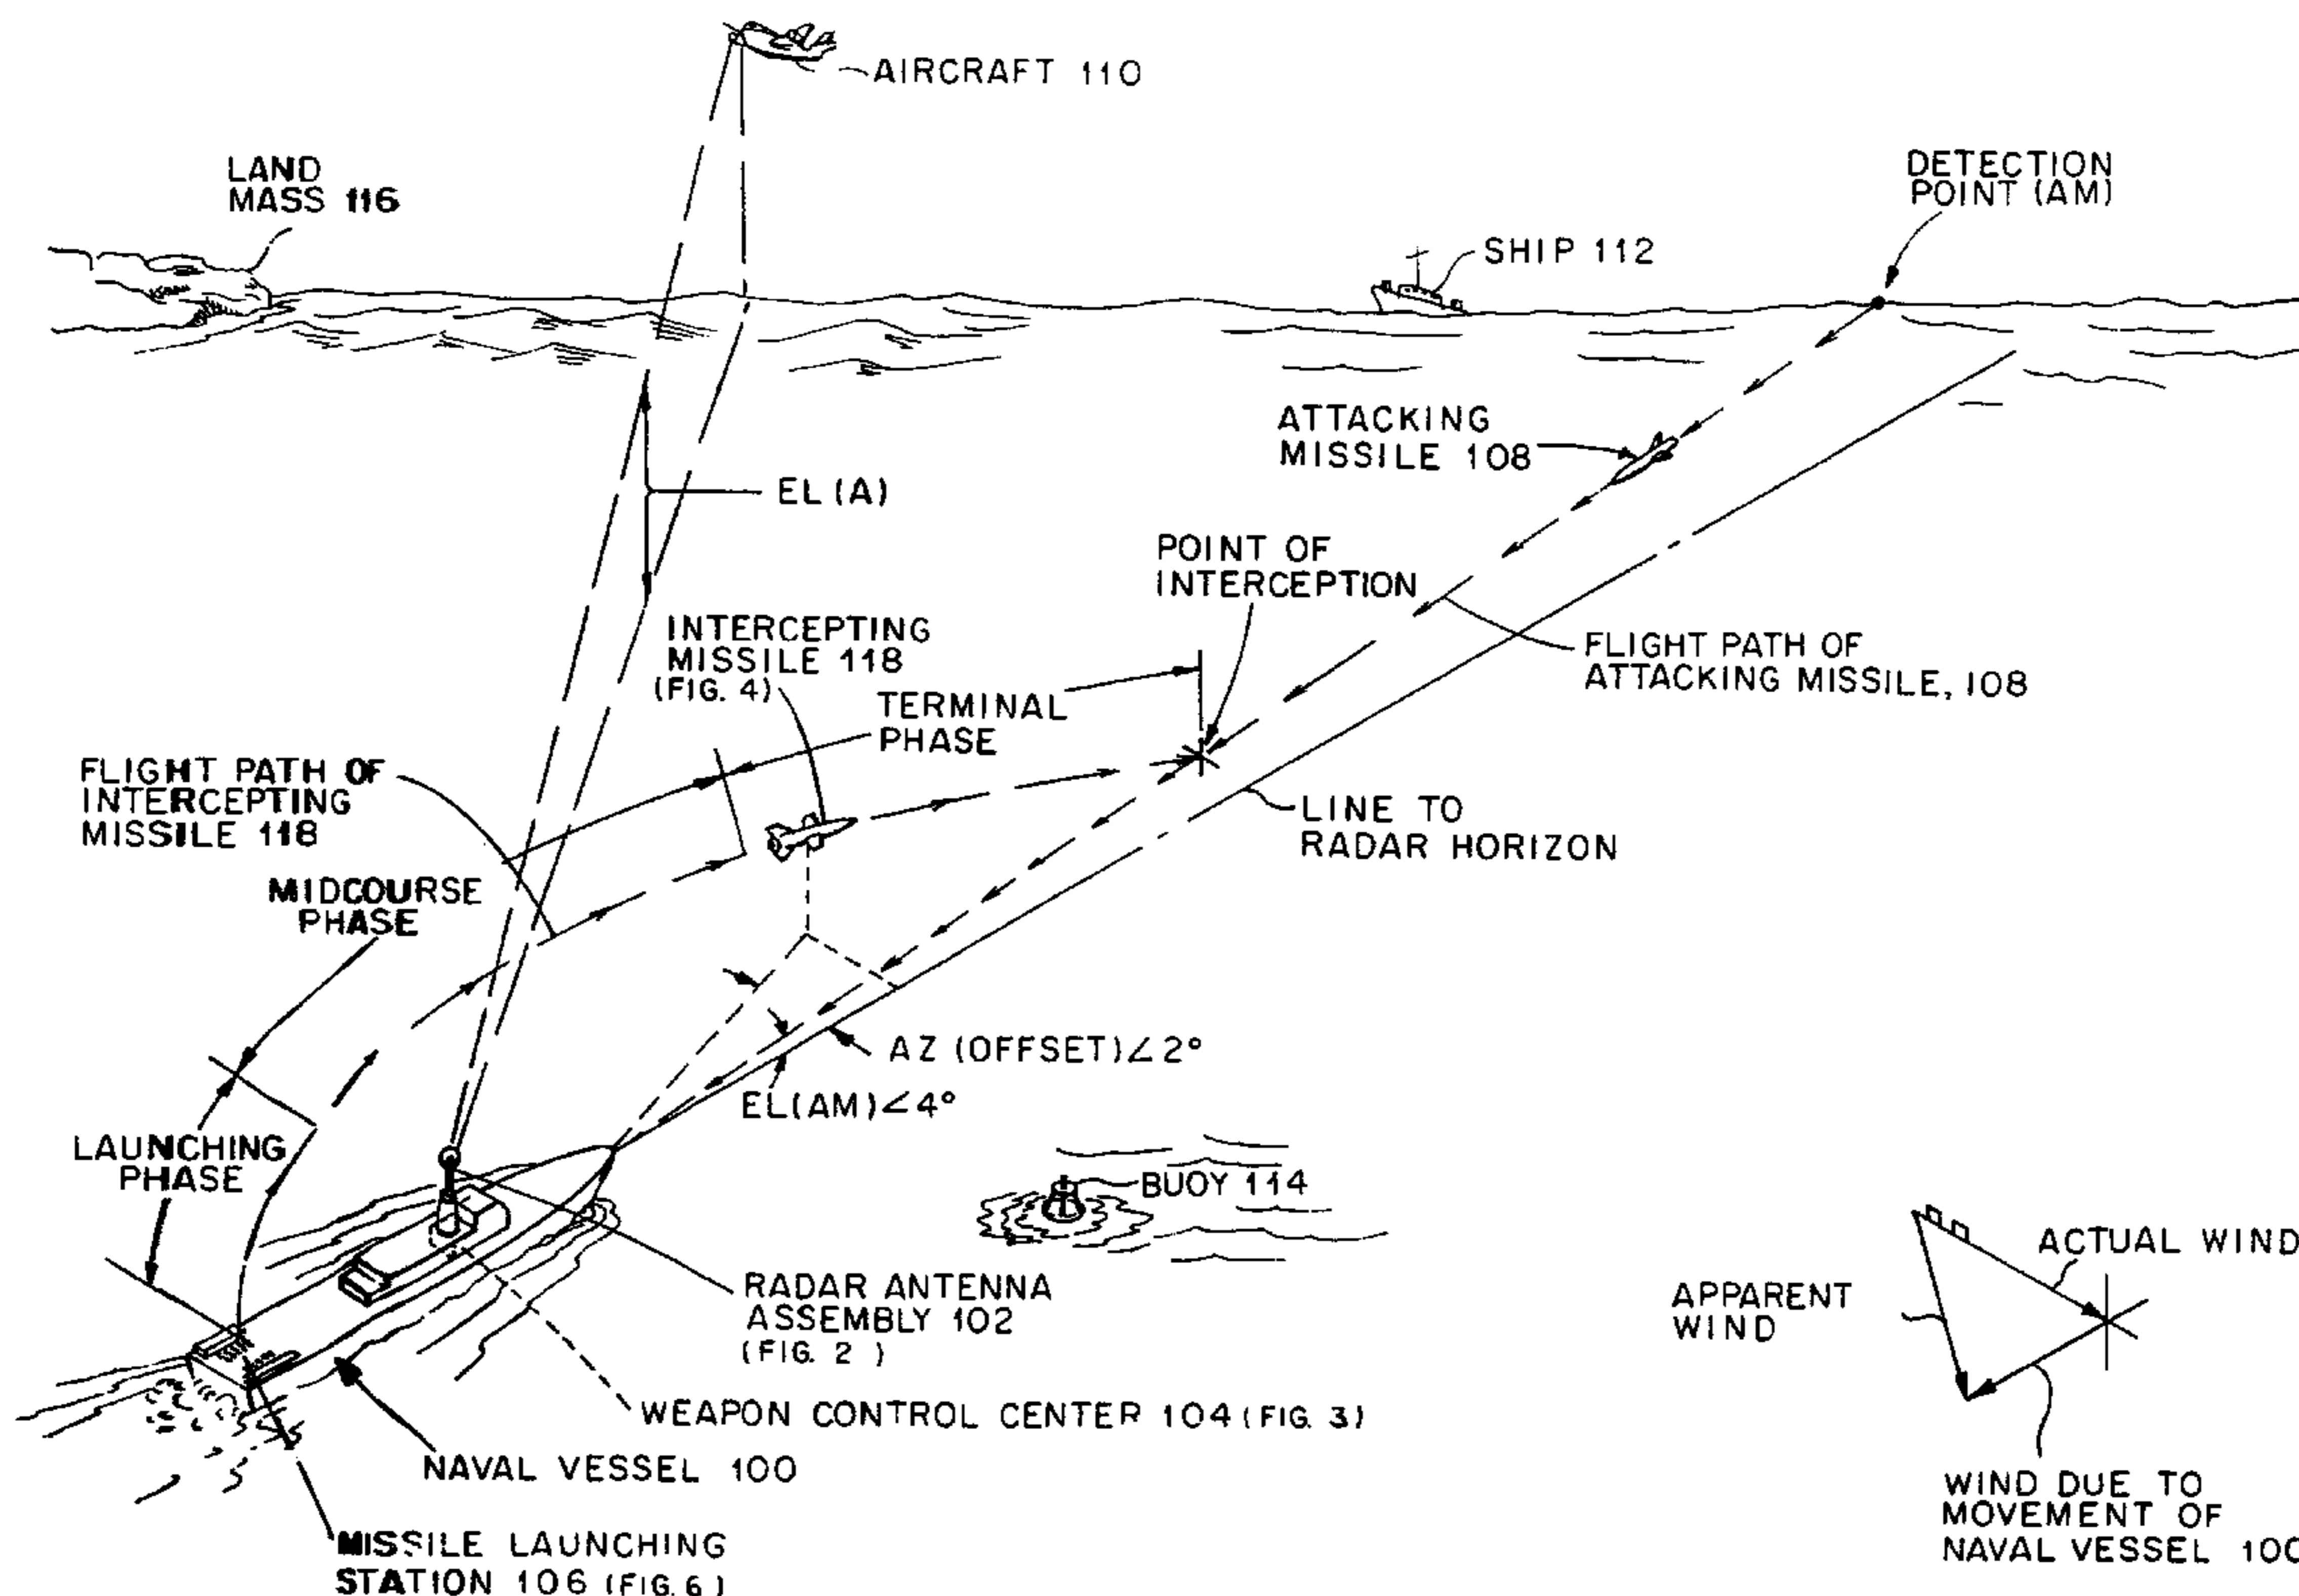 AIRCRAFT 110
LAND
MASS 116
DETECTION
POINT (AM)
SHIP 112
ATTACKING
MISSILE 108
EL (A)
POINT OF
INTERCEPTION
INTERCEPTING
MISSILE 118
(FIG. 4)
FLIGHT PATH OF
ATTACKING MISSILE, 108
TERMINAL
PHASE
FLIGHT PATH OF
INTERCEPTING
MISSILE 118
LINE TO
RADAR HORIZON
MIDCOURSE
PHASE
AZ (OFFSET)∠2°
EL(AM)∠4°
LAUNCHING
PHASE
BUOY 114
ACTUAL WIND
RADAR ANTENNA
ASSEMBLY 102
(FIG. 2 )
APPARENT
WIND
WEAPON CONTROL CENTER 104 (FIG. 3)
NAVAL VESSEL 100
WIND DUE TO
MOVEMENT OF
NAVAL VESSEL 100
MISSILE LAUNCHING
STATION 106 (FIG. 6)